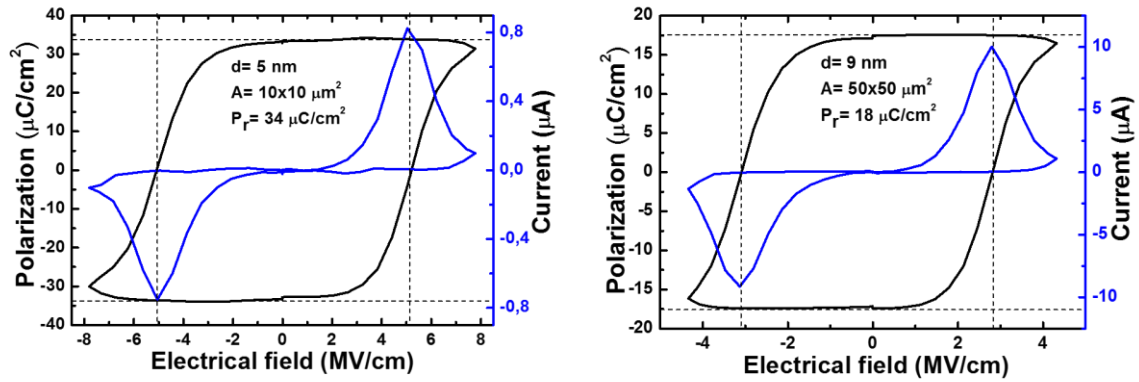 Polarization (μC/cm²)
40
30
20
10
0
-10
-20
-30
-40
d= 5 nm
A= 10x10 μm²
Pr= 34 μC/cm²
0,8
0,4
0,0
-0,4
-0,8
Current (μA)
-8 -6 -4 -2 0 2 4 6 8
Electrical field (MV/cm)
Polarization (μC/cm²)
20
15
10
5
0
-5
-10
-15
-20
d= 9 nm
A= 50x50 μm²
Pr= 18 μC/cm²
10
5
0
-5
-10
Current (μA)
-4 -2 0 2 4
Electrical field (MV/cm)